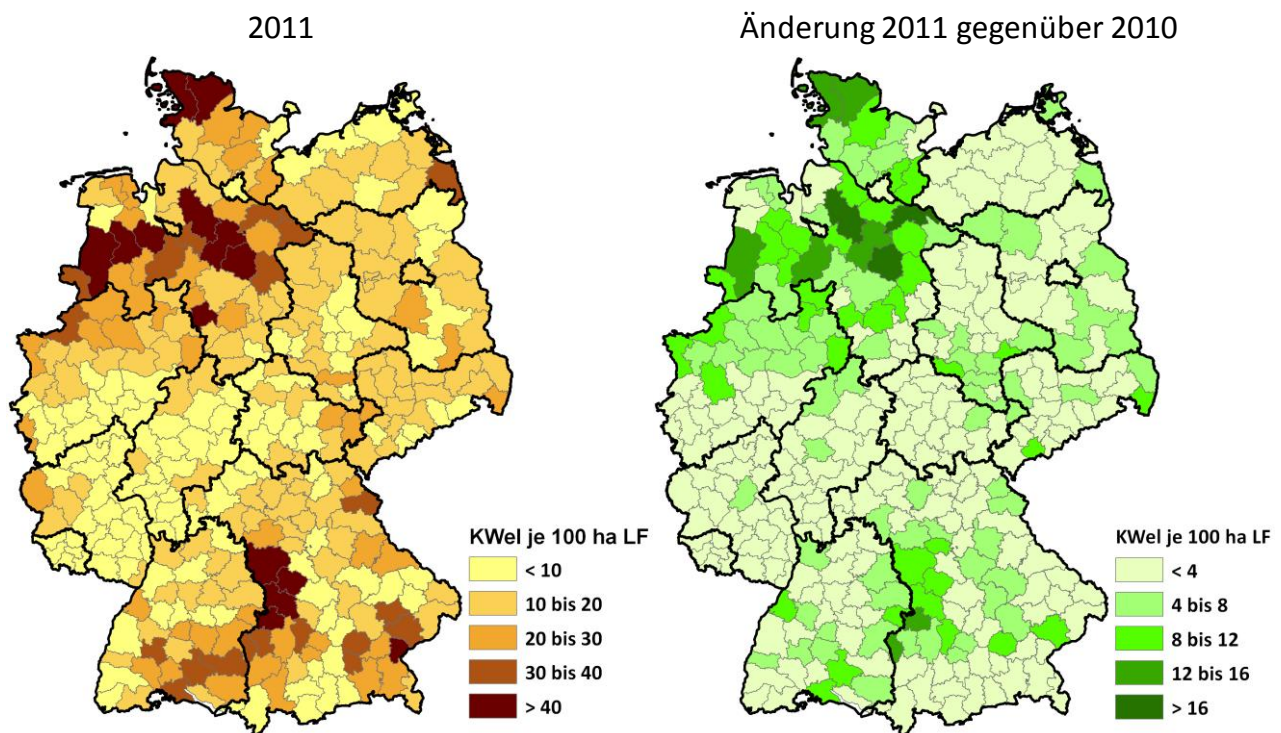 2011
Änderung 2011 gegenüber 2010
KWel je 100 ha LF
< 10
10 bis 20
20 bis 30
30 bis 40
> 40
KWel je 100 ha LF
< 4
4 bis 8
8 bis 12
12 bis 16
> 16